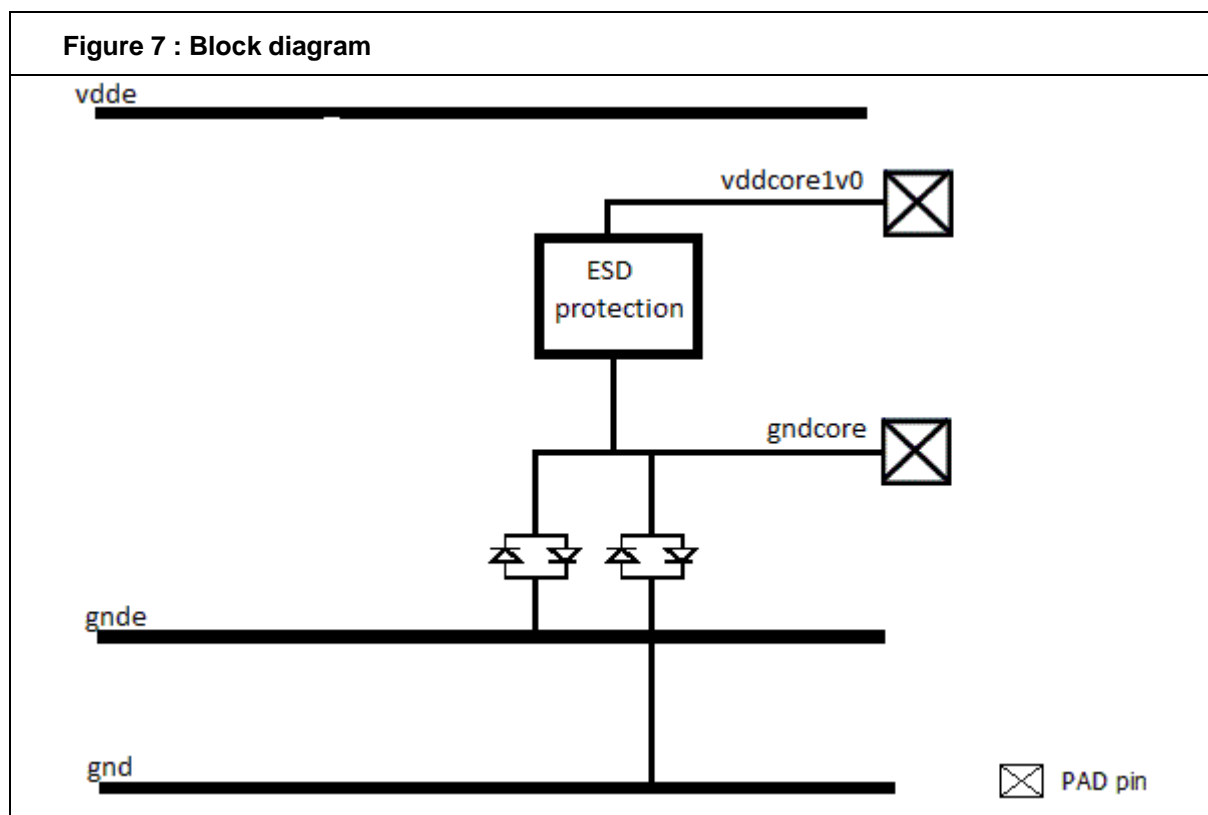 Figure 7 : Block diagram
vdde
vddcore1v0
ESD
protection
gndcore
gnde
gnd
PAD pin